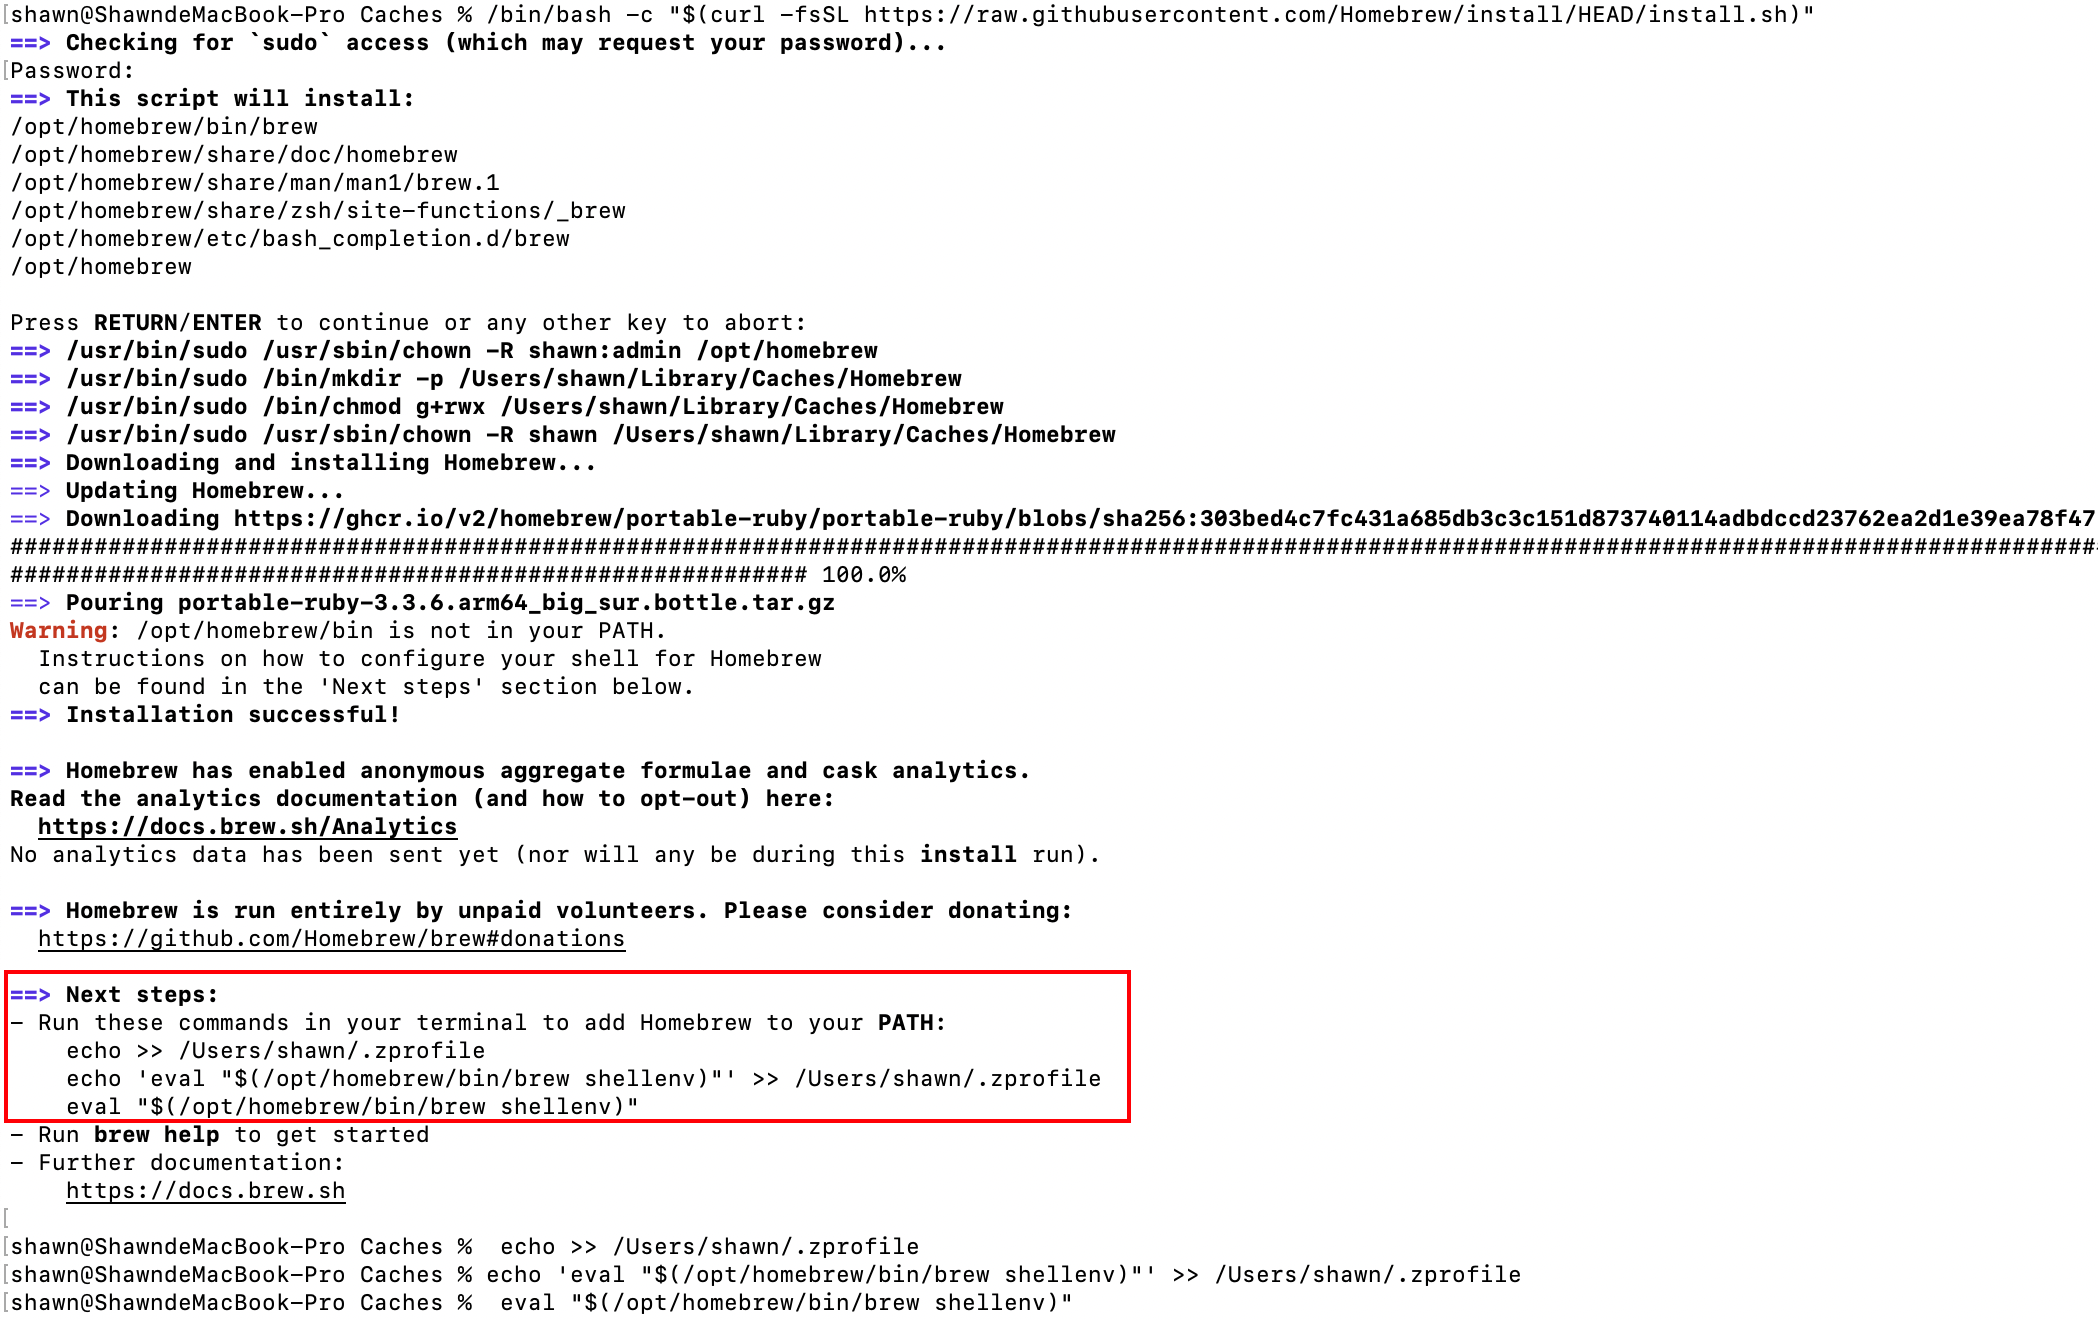 shawn@ShawndeMacBook-Pro Caches % /bin/bash -c "$(curl -fsSL https://raw.githubusercontent.com/Homebrew/install/HEAD/install.sh)"
==> Checking for `sudo` access (which may request your password)...
Password:
==> This script will install:
/opt/homebrew/bin/brew
/opt/homebrew/share/doc/homebrew
/opt/homebrew/share/man/man1/brew.1
/opt/homebrew/share/zsh/site-functions/_brew
/opt/homebrew/etc/bash_completion.d/brew
/opt/homebrew
Press RETURN/ENTER to continue or any other key to abort:
==> /usr/bin/sudo /usr/sbin/chown -R shawn:admin /opt/homebrew
==> /usr/bin/sudo /bin/mkdir -p /Users/shawn/Library/Caches/Homebrew
==> /usr/bin/sudo /bin/chmod g+rwx /Users/shawn/Library/Caches/Homebrew
==> /usr/bin/sudo /usr/sbin/chown -R shawn /Users/shawn/Library/Caches/Homebrew
==> Downloading and installing Homebrew...
==> Updating Homebrew...
==> Downloading https://ghcr.io/v2/homebrew/portable-ruby/portable-ruby/blobs/sha256:303bed4c7fc431a685db3c3c151d873740114adbdccd23762ea2d1e39ea78f47
#####################################################################################################################################################
######################################################### 100.0%
==> Pouring portable-ruby-3.3.6.arm64_big_sur.bottle.tar.gz
Warning: /opt/homebrew/bin is not in your PATH.
  Instructions on how to configure your shell for Homebrew
  can be found in the 'Next steps' section below.
==> Installation successful!
==> Homebrew has enabled anonymous aggregate formulae and cask analytics.
Read the analytics documentation (and how to opt-out) here:
  https://docs.brew.sh/Analytics
No analytics data has been sent yet (nor will any be during this install run).
==> Homebrew is run entirely by unpaid volunteers. Please consider donating:
  https://github.com/Homebrew/brew#donations
==> Next steps:
- Run these commands in your terminal to add Homebrew to your PATH:
    echo >> /Users/shawn/.zprofile
    echo 'eval "$(/opt/homebrew/bin/brew shellenv)"' >> /Users/shawn/.zprofile
    eval "$(/opt/homebrew/bin/brew shellenv)"
- Run brew help to get started
- Further documentation:
    https://docs.brew.sh
shawn@ShawndeMacBook-Pro Caches %  echo >> /Users/shawn/.zprofile
shawn@ShawndeMacBook-Pro Caches % echo 'eval "$(/opt/homebrew/bin/brew shellenv)"' >> /Users/shawn/.zprofile
shawn@ShawndeMacBook-Pro Caches %  eval "$(/opt/homebrew/bin/brew shellenv)"